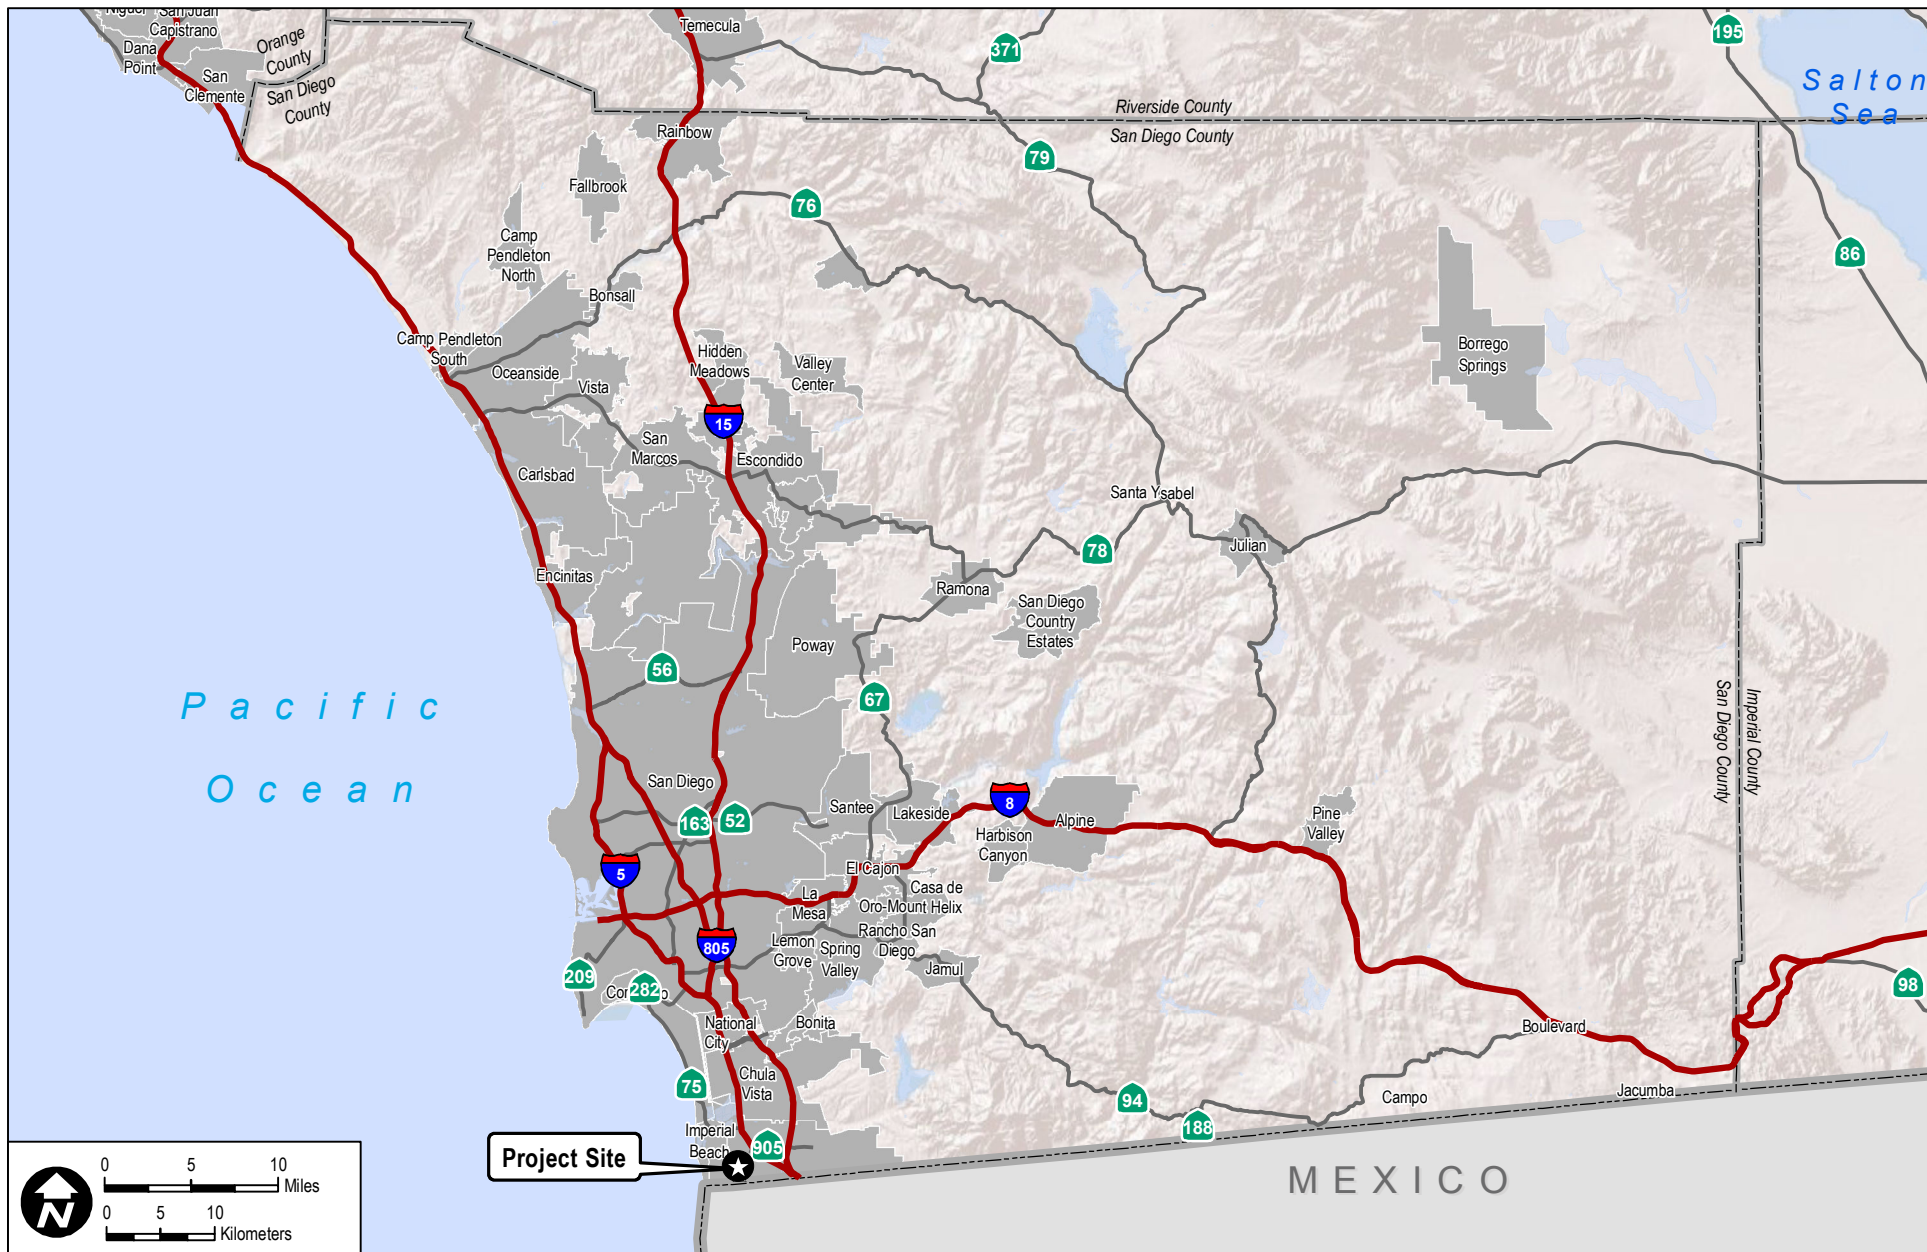 Niguel
San Juan
Capistrano
Dana
Point
San
Clemente
Orange
County
San Diego
County
Temecula
371
195
Salton
Sea
Riverside County
San Diego County
Rainbow
79
Fallbrook
76
Camp
Pendleton
North
86
Bonsall
Camp Pendleton
South
Oceanside
Vista
Hidden
Meadows
Valley
Center
Borrego
Springs
15
San
Marcos
Escondido
Carlsbad
Santa Ysabel
78
Julian
Encinitas
Ramona
San Diego
Country
Estates
Poway
56
67
Pacific
Ocean
San Diego County
Imperial County
San Diego
163
52
Santee
Lakeside
8
Alpine
Harbison
Canyon
Pine
Valley
5
El Cajon
La
Mesa
Casa de
Oro-Mount Helix
805
Rancho San
Diego
Lemon
Grove
Spring
Valley
Jamul
209
282
98
National
City
Bonita
Boulevard
75
Chula
Vista
94
188
Campo
Jacumba
Imperial
Beach
905
Project Site
MEXICO
N
0 5 10
Miles
0 5 10
Kilometers